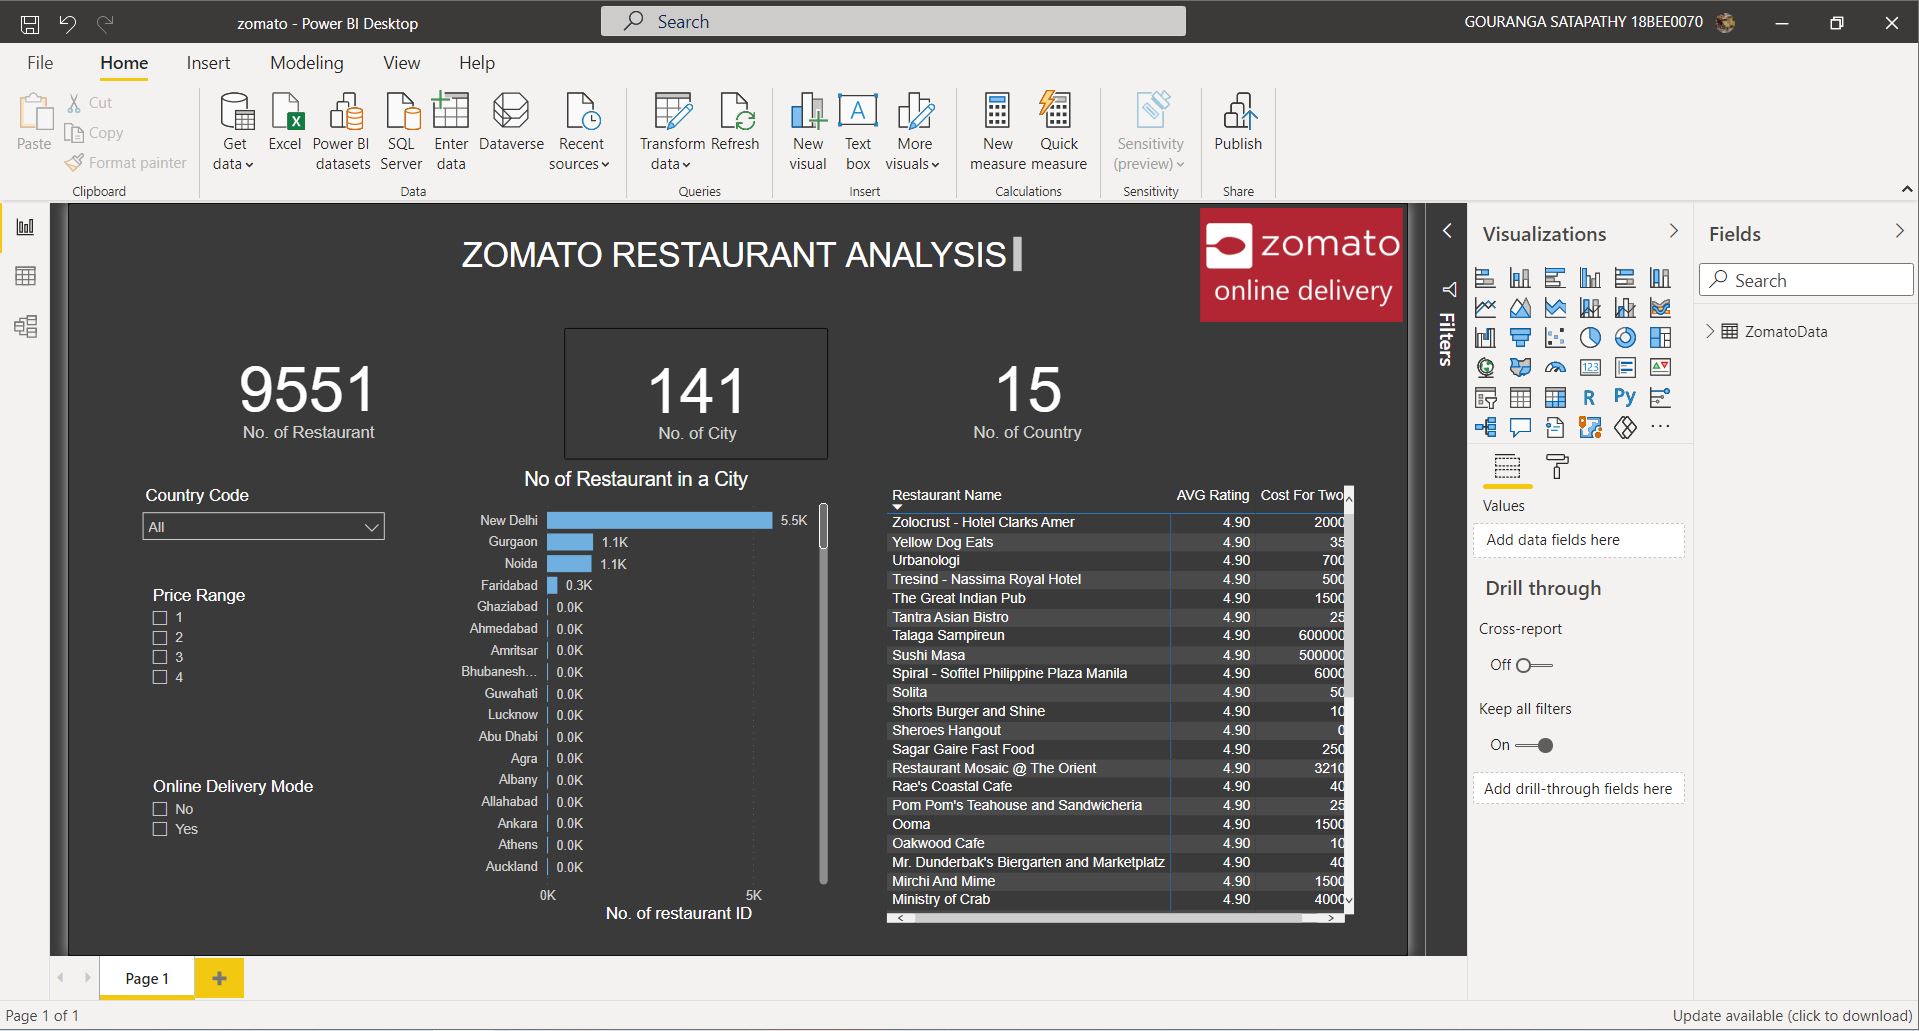 zomato - Power BI Desktop
Search
GOURANGA SATAPATHY 18BEE0070
File Home Insert Modeling View Help
Paste
Cut
Copy
Format painter
Clipboard
Get data
Excel
Power BI datasets
SQL Server
Enter data
Dataverse
Recent sources
Data
Transform data
Refresh
Queries
New visual
Text box
More visuals
Insert
New measure
Quick measure
Calculations
Sensitivity (preview)
Sensitivity
Publish
Share
ZOMATO RESTAURANT ANALYSIS
zomato
online delivery
9551
No. of Restaurant
141
No. of City
15
No. of Country
Country Code
All
Price Range
1
2
3
4
Online Delivery Mode
No
Yes
No of Restaurant in a City
New Delhi 5.5K
Gurgaon 1.1K
Noida 1.1K
Faridabad 0.3K
Ghaziabad 0.0K
Ahmedabad 0.0K
Amritsar 0.0K
Bhubanesh... 0.0K
Guwahati 0.0K
Lucknow 0.0K
Abu Dhabi 0.0K
Agra 0.0K
Albany 0.0K
Allahabad 0.0K
Ankara 0.0K
Athens 0.0K
Auckland 0.0K
0K 5K
No. of restaurant ID
Restaurant Name AVG Rating Cost For Two
Zolocrust - Hotel Clarks Amer 4.90 2000
Yellow Dog Eats 4.90 35
Urbanologi 4.90 700
Tresind - Nassima Royal Hotel 4.90 500
The Great Indian Pub 4.90 1500
Tantra Asian Bistro 4.90 25
Talaga Sampireun 4.90 600000
Sushi Masa 4.90 500000
Spiral - Sofitel Philippine Plaza Manila 4.90 6000
Solita 4.90 50
Shorts Burger and Shine 4.90 10
Sheroes Hangout 4.90 0
Sagar Gaire Fast Food 4.90 250
Restaurant Mosaic @ The Orient 4.90 3210
Rae's Coastal Cafe 4.90 40
Pom Pom's Teahouse and Sandwicheria 4.90 25
Ooma 4.90 1500
Oakwood Cafe 4.90 10
Mr. Dunderbak's Biergarten and Marketplatz 4.90 40
Mirchi And Mime 4.90 1500
Ministry of Crab 4.90 4000
Filters
Visualizations
123
R
Py
Values
Add data fields here
Drill through
Cross-report
Off
Keep all filters
On
Add drill-through fields here
Fields
Search
ZomatoData
Page 1
Page 1 of 1
Update available (click to download)